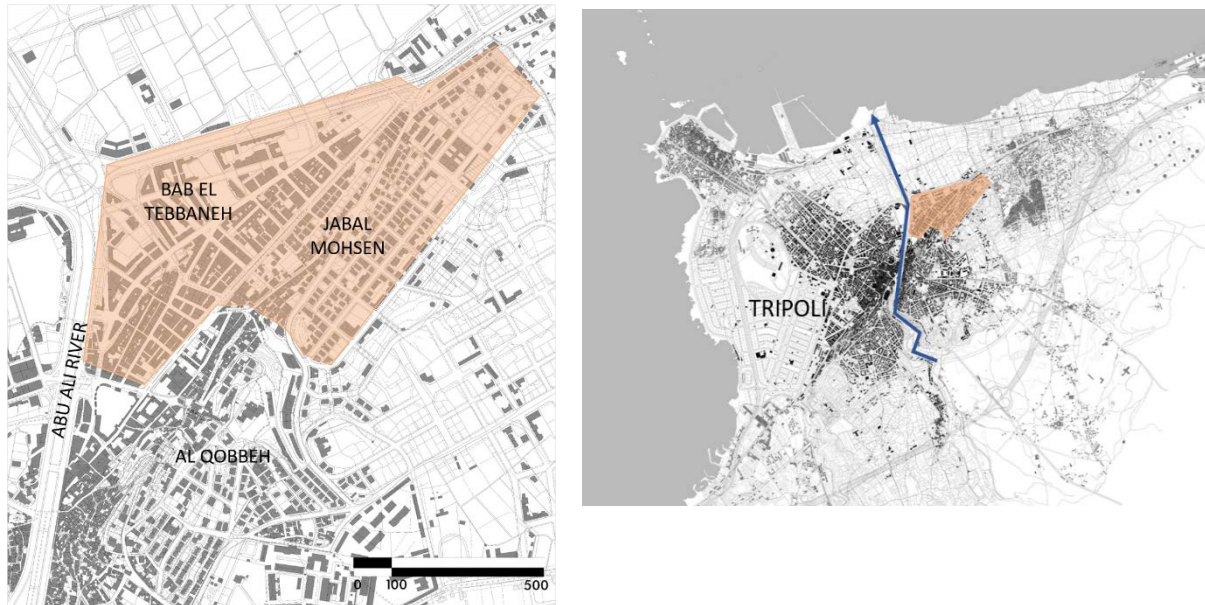 BAB EL
TEBBANEH
JABAL
MOHSEN
ABU ALI RIVER
AL QOBBEH
0 100 500
TRIPOLI